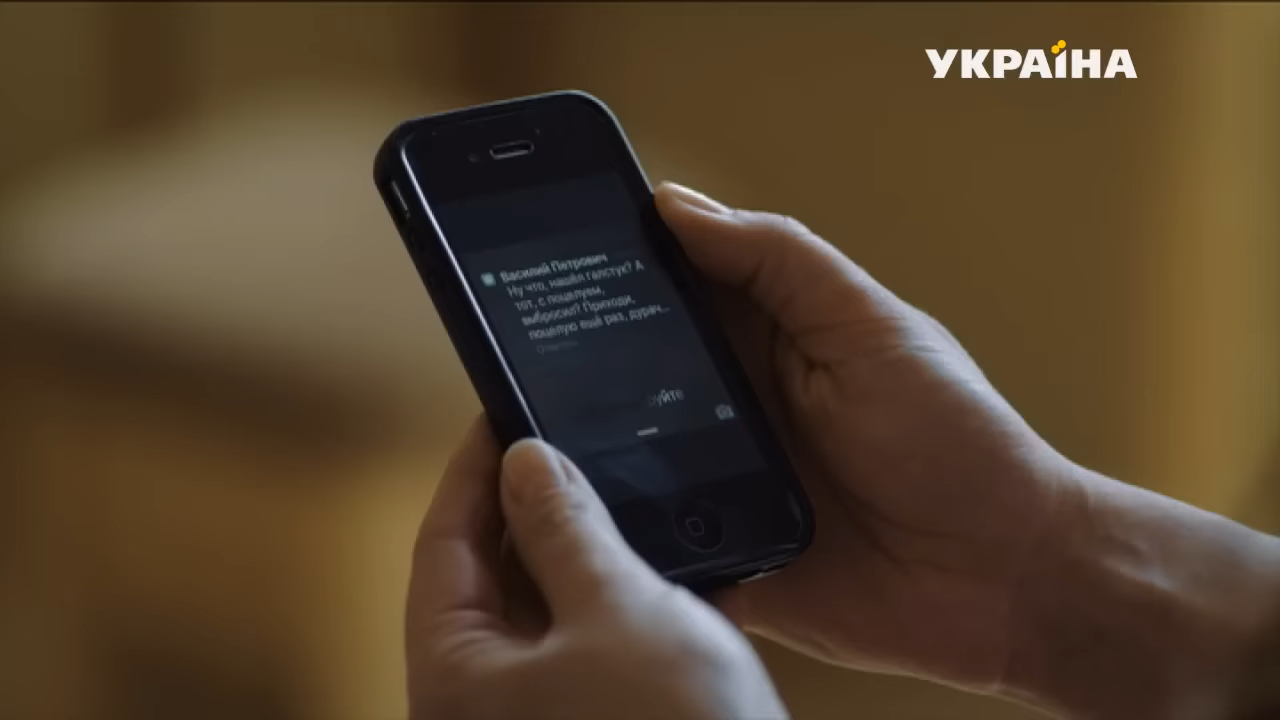 УКРАЇНА
Василий Петрович
Ну что, нашёл галстук? А
тот, с поцелуем,
выбросил? Приходи,
поцелую ещё раз, дурач...